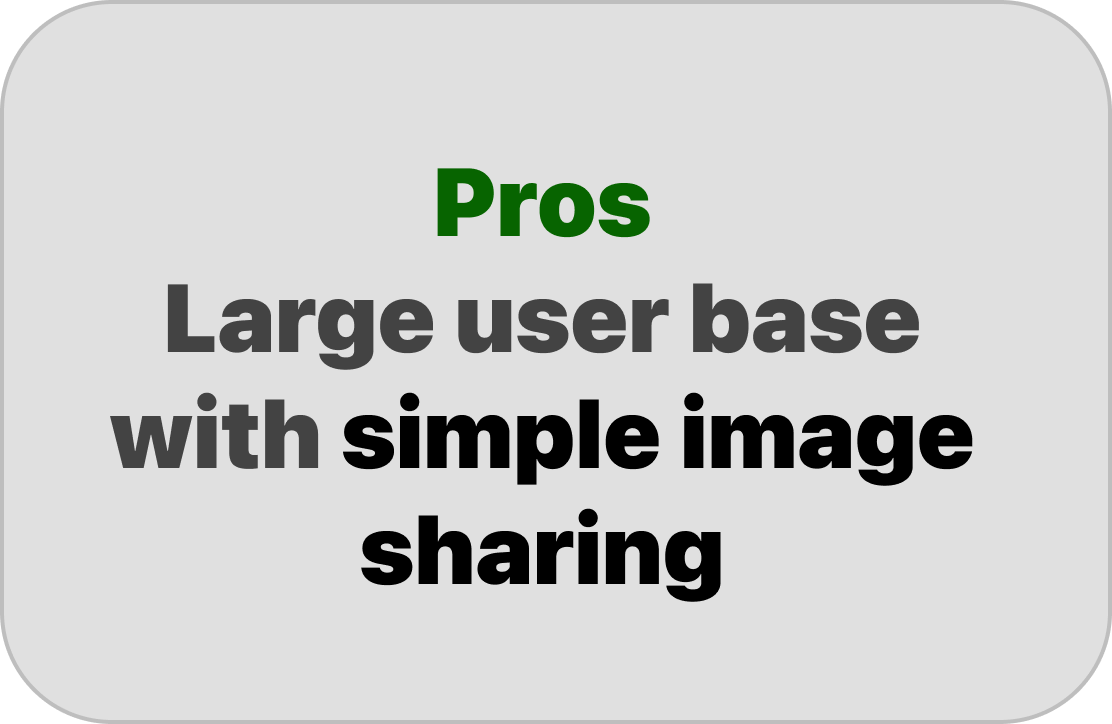 Pros
Large user base
with simple image
sharing